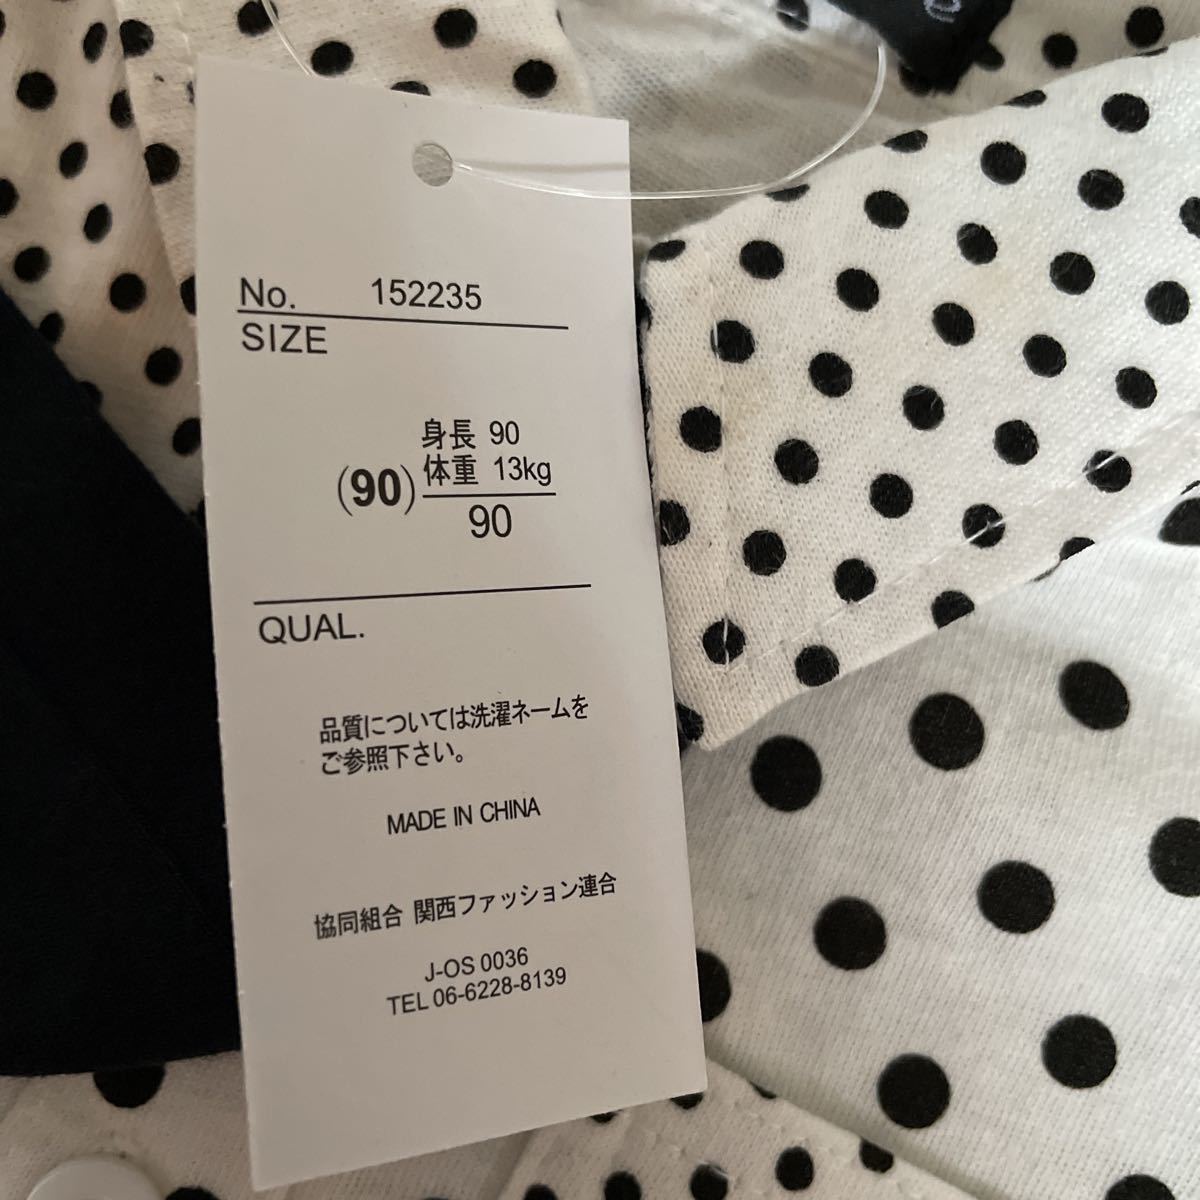 No. 152235
SIZE
身長 90
(90) 体重 13kg
90
QUAL.
品質については洗濯ネームを
ご参照下さい。
MADE IN CHINA
協同組合 関西ファッション連合
J-OS 0036
TEL 06-6228-8139